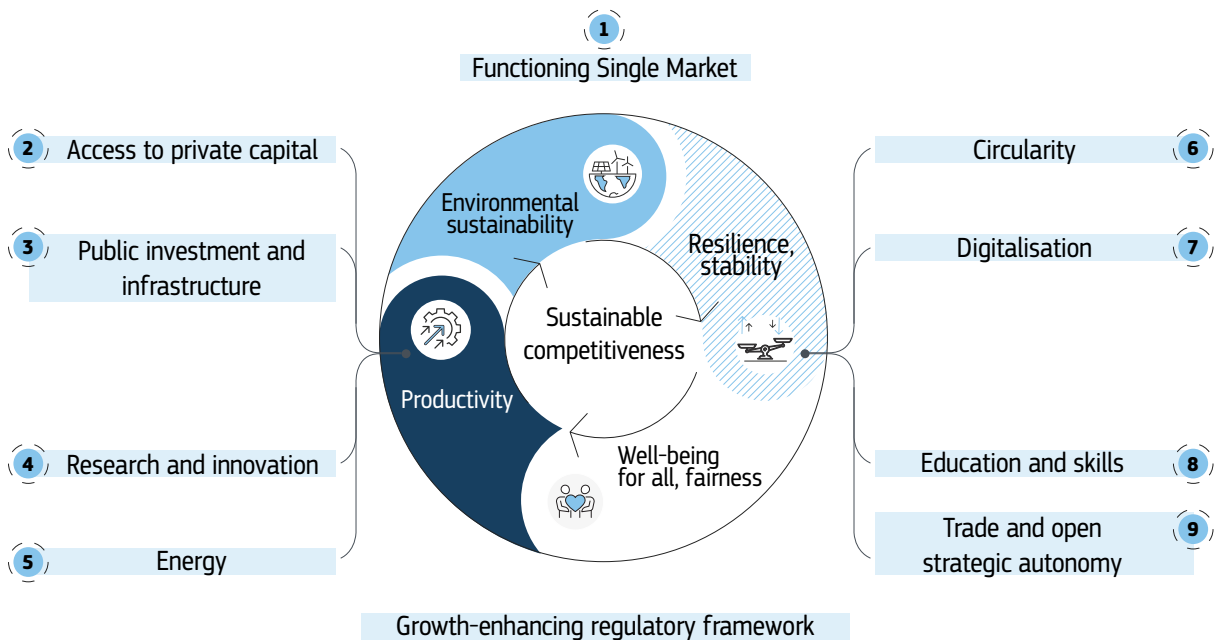 1
Functioning Single Market
2
Access to private capital
3
Public investment and
infrastructure
4
Research and innovation
5
Energy
Environmental
sustainability
Resilience,
stability
Sustainable
competitiveness
Productivity
Well-being
for all, fairness
Circularity
6
Digitalisation
7
Education and skills
8
Trade and open
strategic autonomy
9
Growth-enhancing regulatory framework